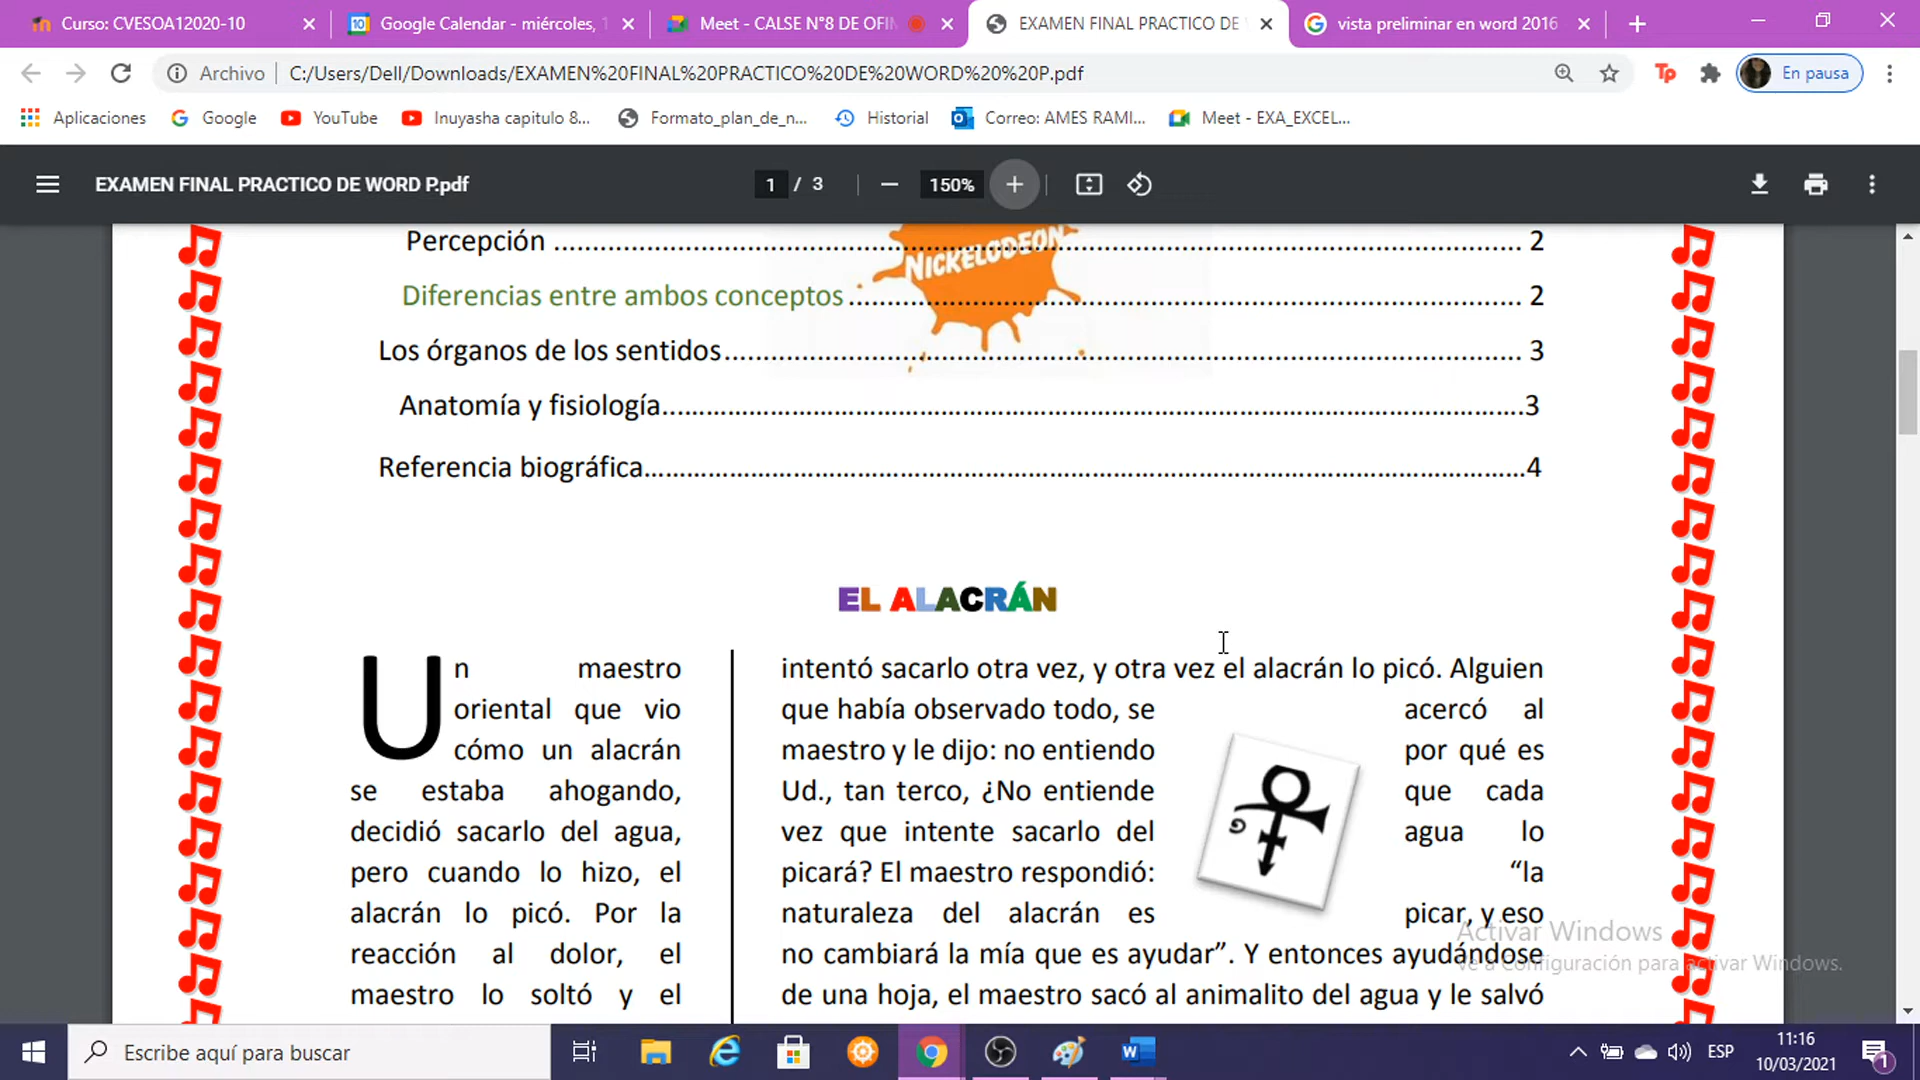 Curso: CVESOA12020-10
Google Calendar - miércoles, 1
Meet - CALSE N°8 DE OFIN
EXAMEN FINAL PRACTICO DE
vista preliminar en word 2016
Archivo
C:/Users/Dell/Downloads/EXAMEN%20FINAL%20PRACTICO%20DE%20WORD%20%20P.pdf
Tp
En pausa
Aplicaciones
Google
YouTube
Inuyasha capitulo 8...
Formato_plan_de_n...
Historial
Correo: AMES RAMI...
Meet - EXA_EXCEL...
EXAMEN FINAL PRACTICO DE WORD P.pdf
1 / 3
150%
NICKELODEON
Percepción ........................ 2
Diferencias entre ambos conceptos ........................ 2
Los órganos de los sentidos ........................ 3
Anatomía y fisiología ........................ 3
Referencia biográfica ........................ 4
EL ALACRÁN
Un maestro
oriental que vio
cómo un alacrán
se estaba ahogando,
decidió sacarlo del agua,
pero cuando lo hizo, el
alacrán lo picó. Por la
reacción al dolor, el
maestro lo soltó y el
intentó sacarlo otra vez, y otra vez el alacrán lo picó. Alguien
que había observado todo, se acercó al
maestro y le dijo: no entiendo por qué es
Ud., tan terco, ¿No entiende que cada
vez que intente sacarlo del agua lo
picará? El maestro respondió: “la
naturaleza del alacrán es picar, y eso
no cambiará la mía que es ayudar”. Y entonces ayudándose
de una hoja, el maestro sacó al animalito del agua y le salvó
Activar Windows
Ve a Configuración para activar Windows.
Escribe aquí para buscar
ESP
11:16
10/03/2021
1